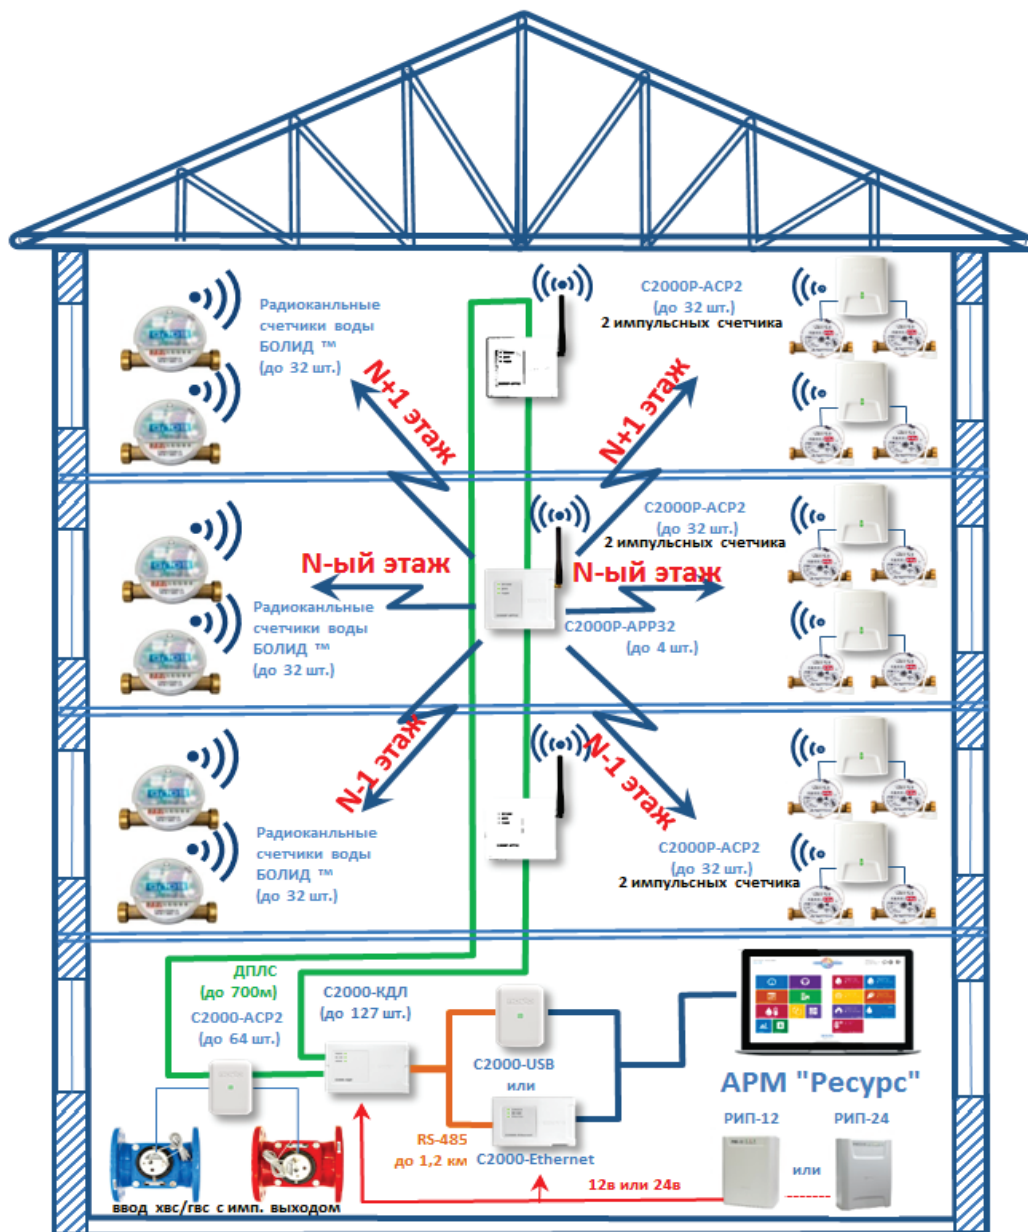 Радиоканльные
счетчики воды
БОЛИД ™
(до 32 шт.)
С2000Р-АСР2
(до 32 шт.)
2 импульсных счетчика
N+1 этаж
N+1 этаж
С2000Р-АСР2
(до 32 шт.)
2 импульсных счетчика
N-ый этаж
N-ый этаж
Радиоканльные
счетчики воды
БОЛИД ™
(до 32 шт.)
С2000Р-АРР32
(до 4 шт.)
N-1 этаж
N-1 этаж
Радиоканльные
счетчики воды
БОЛИД ™
(до 32 шт.)
С2000Р-АСР2
(до 32 шт.)
2 импульсных счетчика
ДПЛС
(до 700м)
С2000-АСР2
(до 64 шт.)
С2000-КДЛ
(до 127 шт.)
С2000-USB
или
С2000-Ethernet
RS-485
до 1,2 км
АРМ "Ресурс"
РИП-12
или
РИП-24
12в или 24в
ввод хвс/гвс с имп. выходом